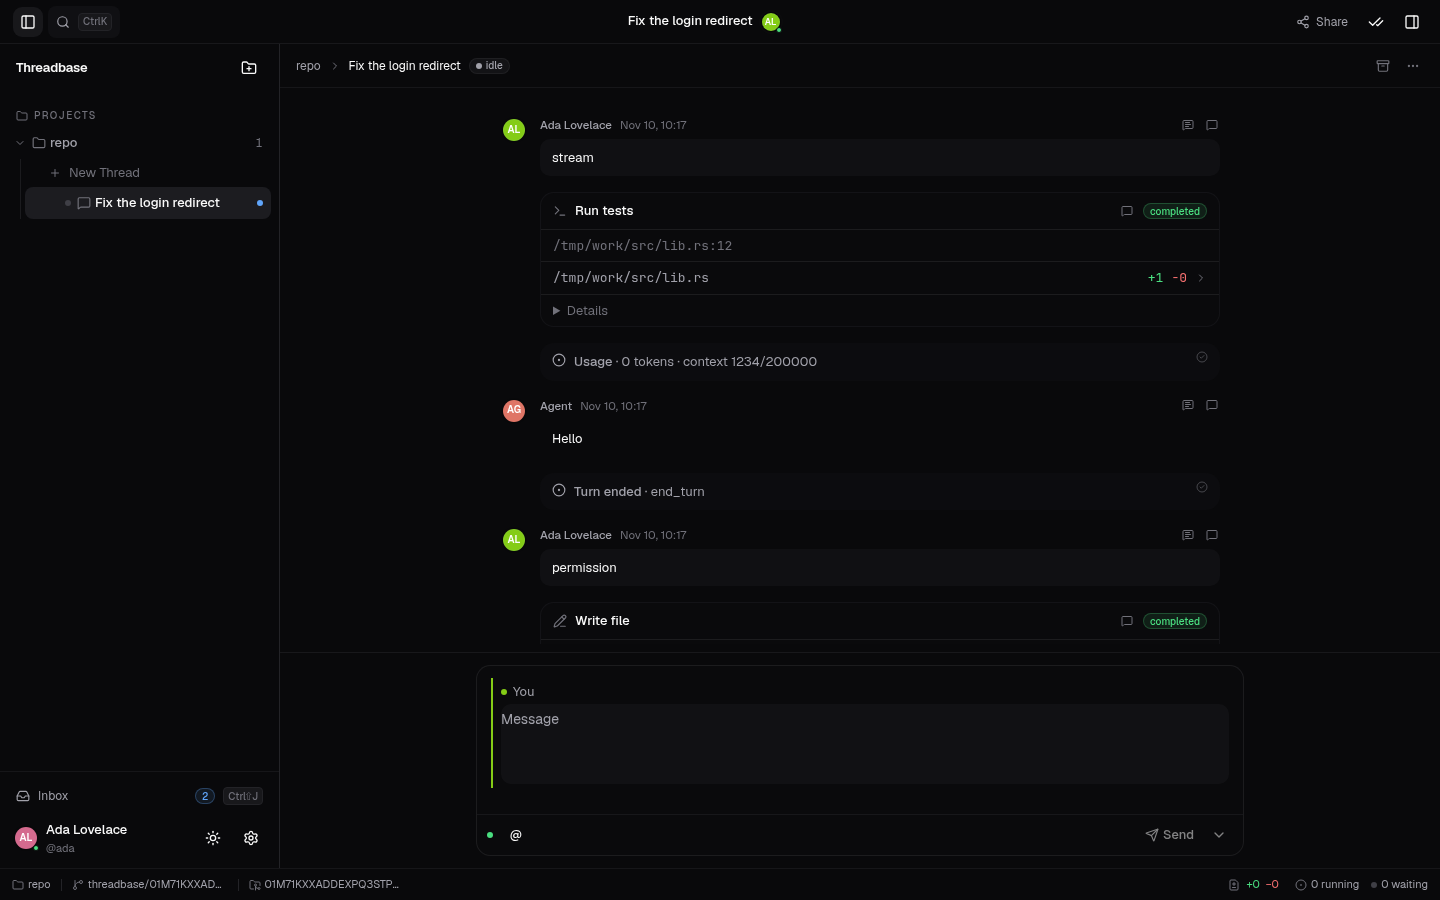 CtrlK
Fix the login redirect
AL
Share
Threadbase
repo
Fix the login redirect
idle
PROJECTS
repo
1
New Thread
Fix the login redirect
AL
Ada Lovelace
Nov 10, 10:17
stream
Run tests
completed
/tmp/work/src/lib.rs:12
/tmp/work/src/lib.rs
+1 -0
Details
Usage · 0 tokens · context 1234/200000
AG
Agent
Nov 10, 10:17
Hello
Turn ended · end_turn
AL
Ada Lovelace
Nov 10, 10:17
permission
Write file
completed
You
Message
@
Send
Inbox
2
Ctrl⇧J
AL
Ada Lovelace
@ada
repo
threadbase/01M71KXXAD...
01M71KXXADDEXPQ3STP...
+0 −0
0 running
0 waiting